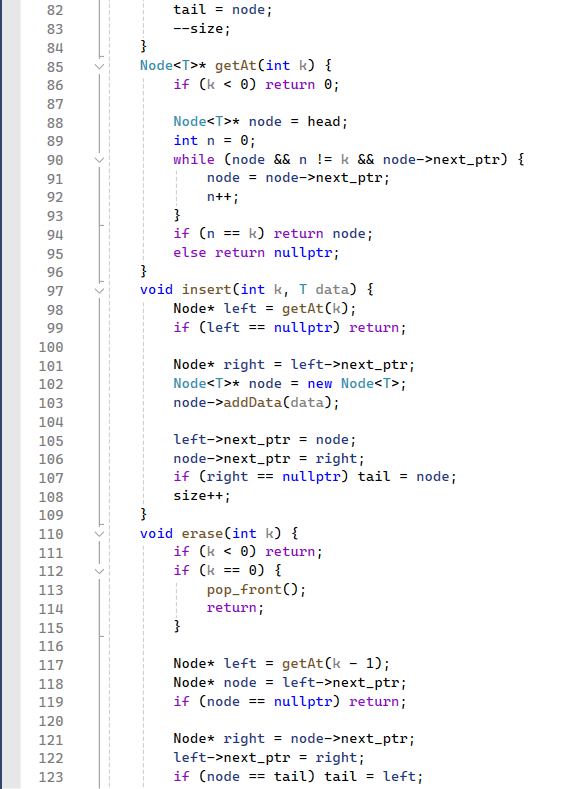 82 tail = node;
83 --size;
84 }
85 Node<T>* getAt(int k) {
86 if (k < 0) return 0;
87
88 Node<T>* node = head;
89 int n = 0;
90 while (node && n != k && node->next_ptr) {
91 node = node->next_ptr;
92 n++;
93 }
94 if (n == k) return node;
95 else return nullptr;
96 }
97 void insert(int k, T data) {
98 Node* left = getAt(k);
99 if (left == nullptr) return;
100
101 Node* right = left->next_ptr;
102 Node<T>* node = new Node<T>;
103 node->addData(data);
104
105 left->next_ptr = node;
106 node->next_ptr = right;
107 if (right == nullptr) tail = node;
108 size++;
109 }
110 void erase(int k) {
111 if (k < 0) return;
112 if (k == 0) {
113 pop_front();
114 return;
115 }
116
117 Node* left = getAt(k - 1);
118 Node* node = left->next_ptr;
119 if (node == nullptr) return;
120
121 Node* right = node->next_ptr;
122 left->next_ptr = right;
123 if (node == tail) tail = left;